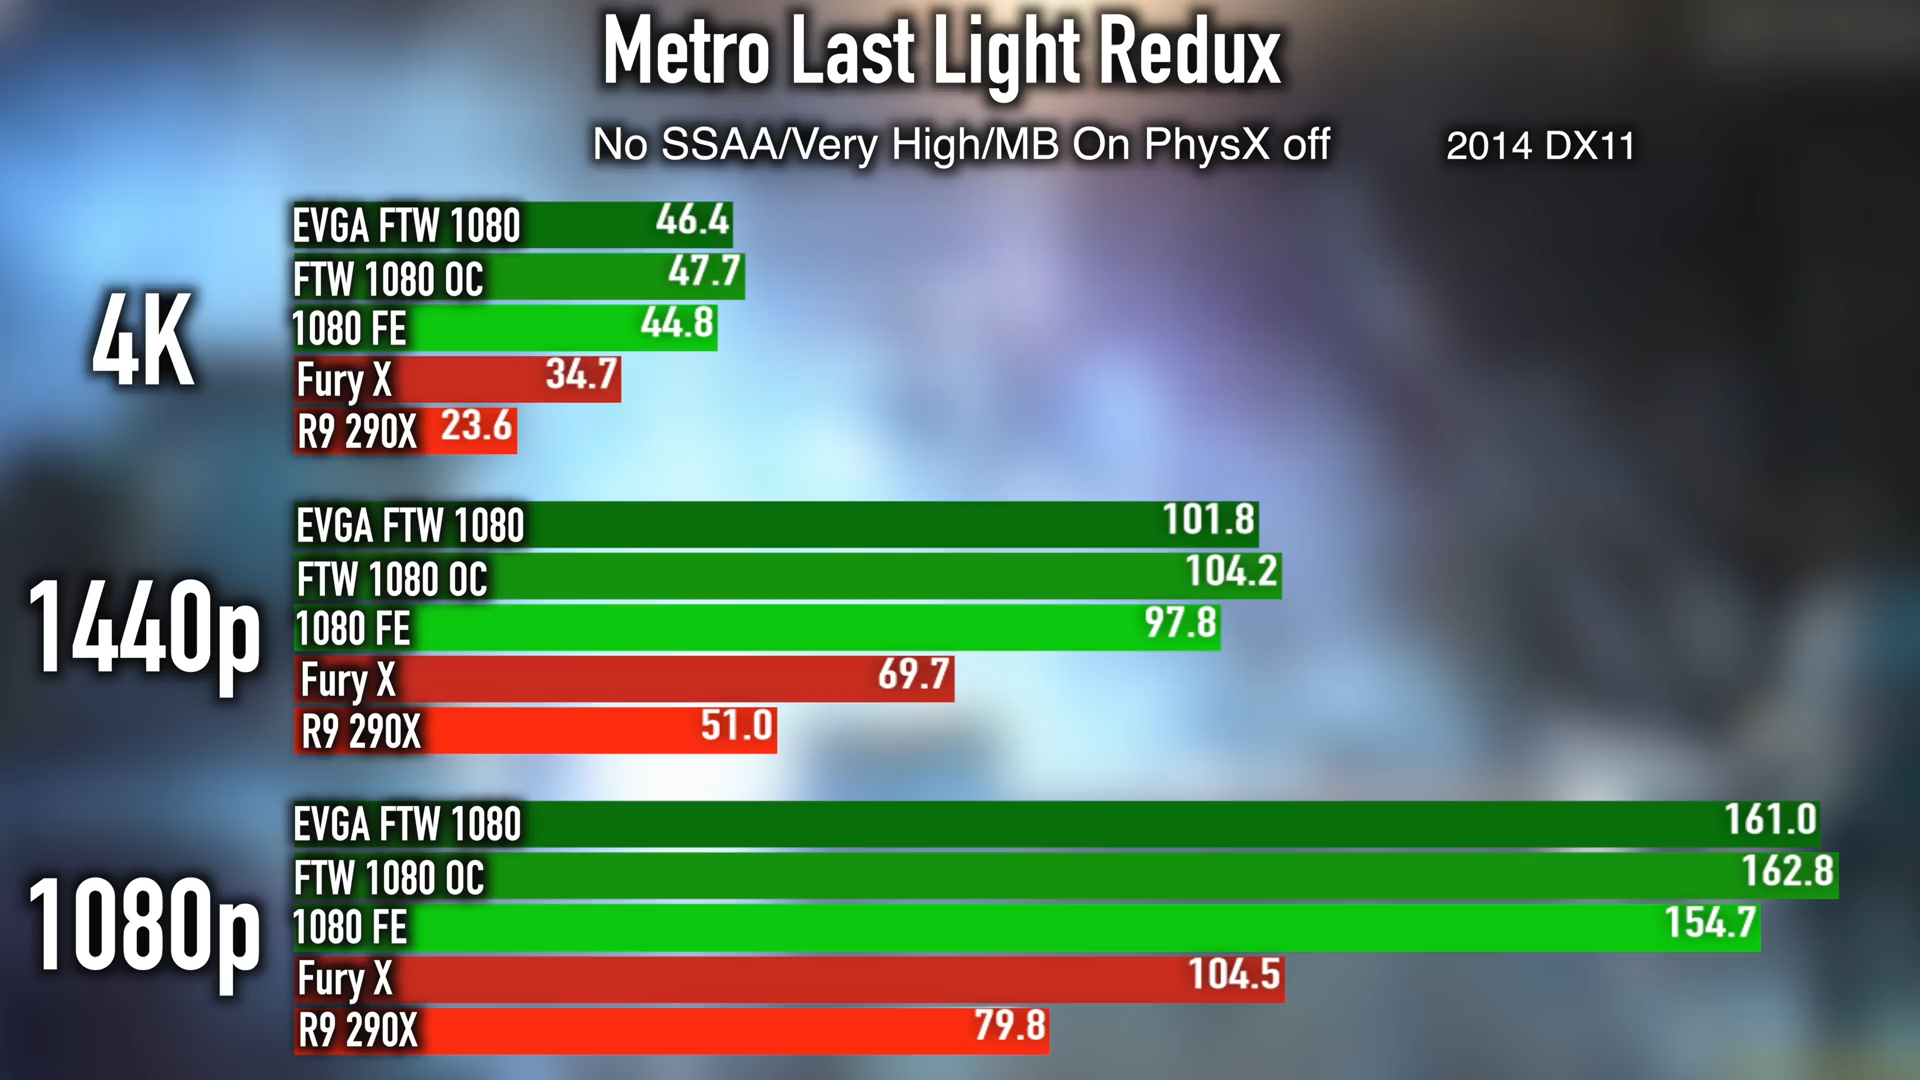 Metro Last Light Redux
No SSAA/Very High/MB On PhysX off 2014 DX11
4K
EVGA FTW 1080 46.4
FTW 1080 OC 47.7
1080 FE 44.8
Fury X 34.7
R9 290X 23.6
1440p
EVGA FTW 1080 101.8
FTW 1080 OC 104.2
1080 FE 97.8
Fury X 69.7
R9 290X 51.0
1080p
EVGA FTW 1080 161.0
FTW 1080 OC 162.8
1080 FE 154.7
Fury X 104.5
R9 290X 79.8